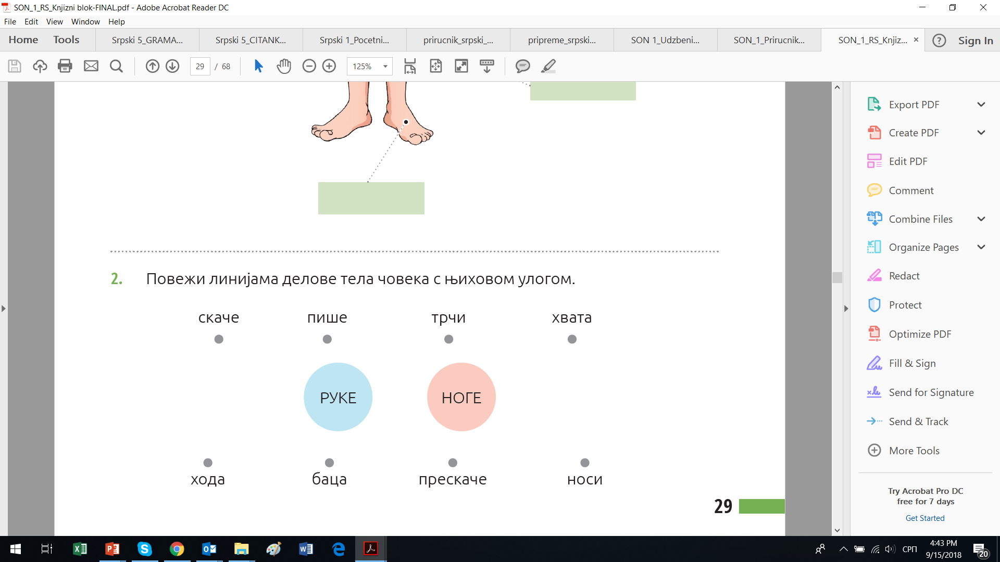 SON_1_RS_Knjizni blok-FINAL.pdf - Adobe Acrobat Reader DC
File Edit View Window Help
Home Tools Srpski 5_GRAMA... Srpski 5_CITANK... Srpski 1_Pocetni... prirucnik_srpski_... pripreme_srpski... SON 1_Udzbeni... SON_1_Prirucnik... SON_1_RS_Knjiz... × ? Sign In
29 / 68 125%
Export PDF
Create PDF
Edit PDF
Comment
Combine Files
Organize Pages
Redact
Protect
Optimize PDF
Fill & Sign
Send for Signature
Send & Track
More Tools
Try Acrobat Pro DC
free for 7 days
Get Started
2. Повежи линијама делове тела човека с њиховом улогом.
скаче пише трчи хвата
РУКЕ НОГЕ
хода баца прескаче носи
29
СРП 4:43 PM
9/15/2018
20